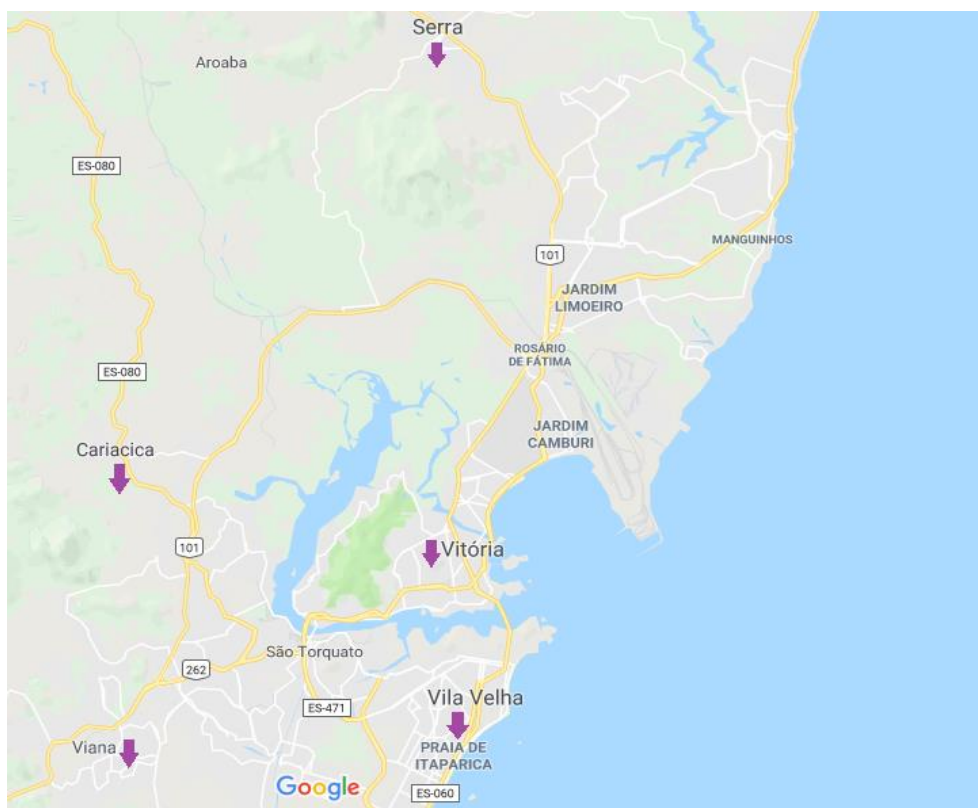 Serra
Aroaba
ES-080
MANGUINHOS
101
JARDIM
LIMOEIRO
ROSÁRIO
DE FÁTIMA
ES-080
JARDIM
CAMBURI
Cariacica
101
Vitória
São Torquato
262
Vila Velha
ES-471
Viana
PRAIA DE
ITAPARICA
Google
ES-060